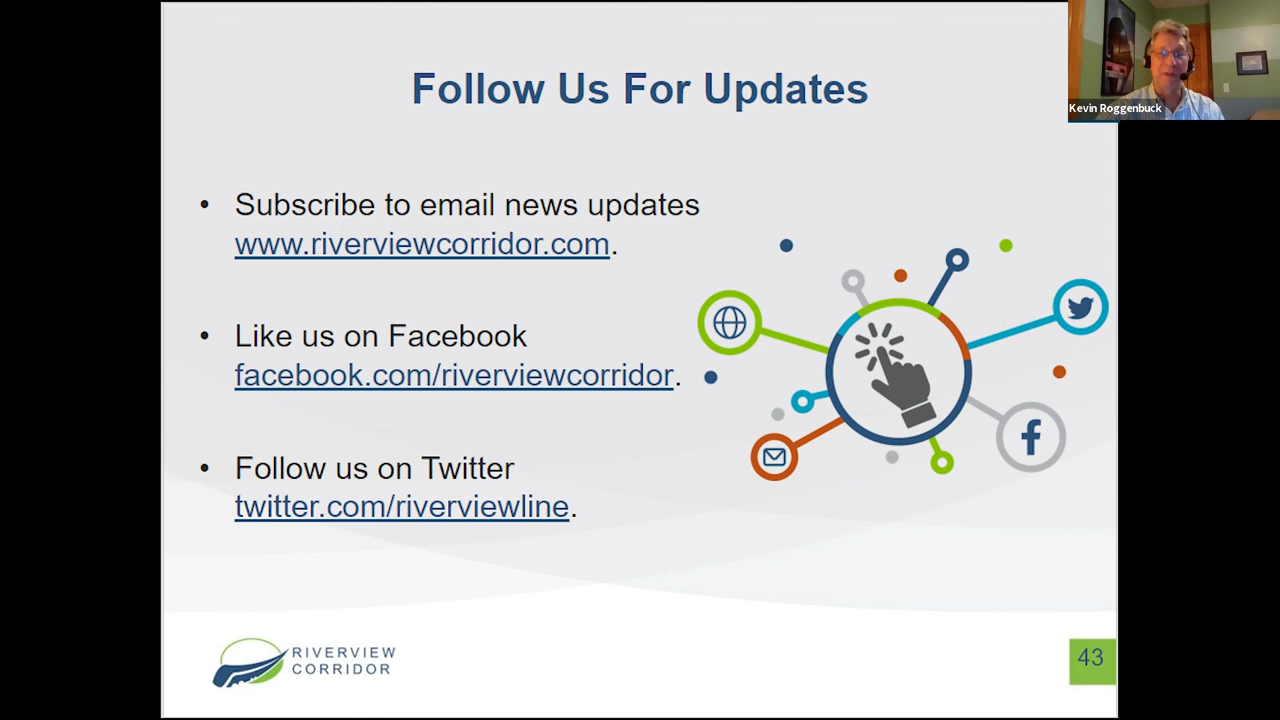 Follow Us For Updates
Kevin Roggenbuck
• Subscribe to email news updates
www.riverviewcorridor.com.
• Like us on Facebook
facebook.com/riverviewcorridor.
• Follow us on Twitter
twitter.com/riverviewline.
RIVERVIEW
CORRIDOR
43